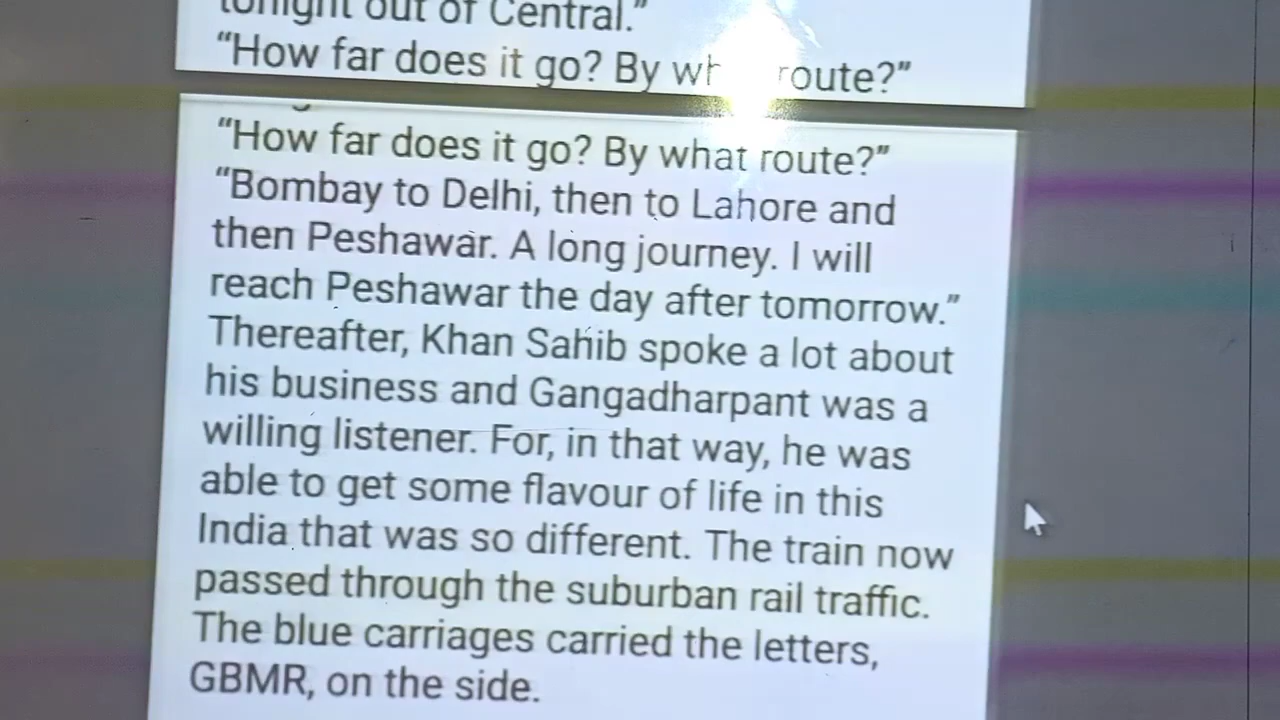 tonight out of Central.”
“How far does it go? By route?”
“How far does it go? By what route?”
“Bombay to Delhi, then to Lahore and
then Peshawar. A long journey. I will
reach Peshawar the day after tomorrow.”
Thereafter, Khan Sahib spoke a lot about
his business and Gangadharpant was a
willing listener. For, in that way, he was
able to get some flavour of life in this
India that was so different. The train now
passed through the suburban rail traffic.
The blue carriages carried the letters,
GBMR, on the side.